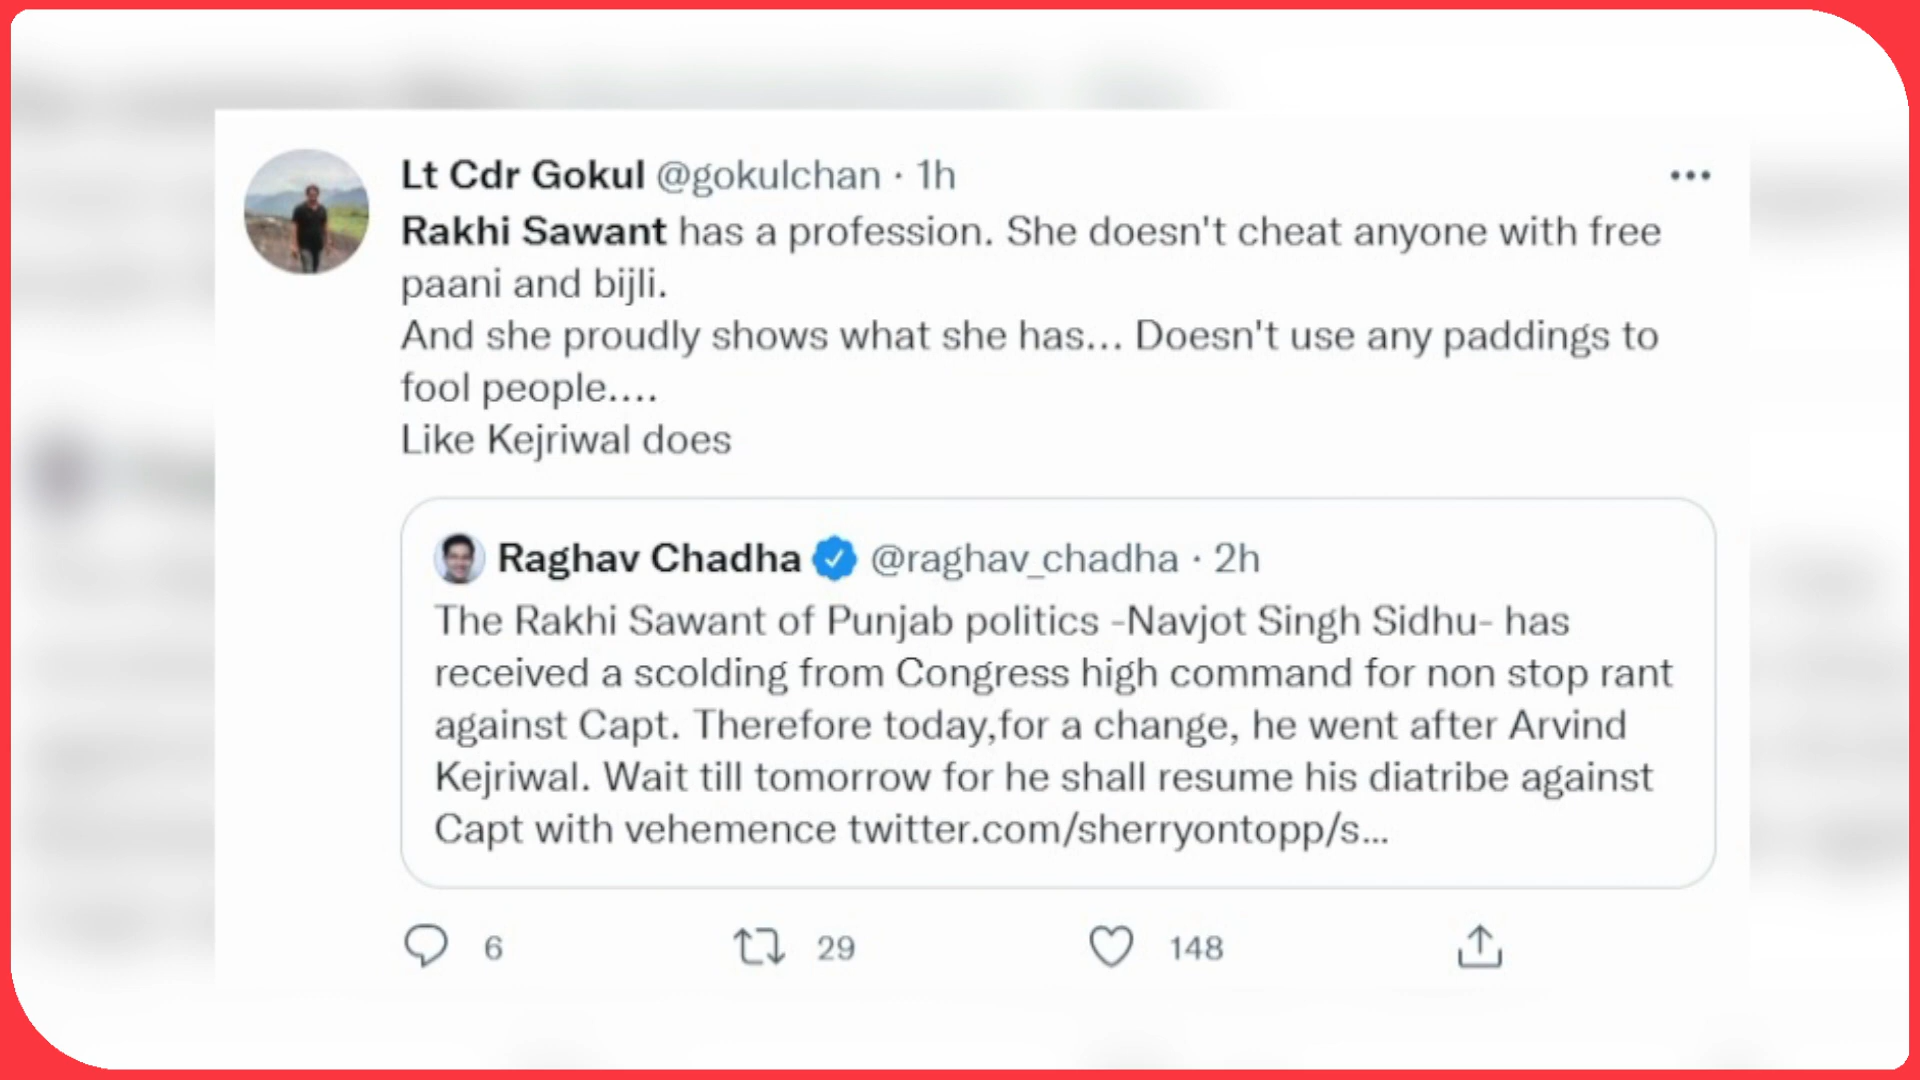 Lt Cdr Gokul @gokulchan · 1h
Rakhi Sawant has a profession. She doesn't cheat anyone with free
paani and bijli.
And she proudly shows what she has... Doesn't use any paddings to
fool people....
Like Kejriwal does
Raghav Chadha @raghav_chadha · 2h
The Rakhi Sawant of Punjab politics -Navjot Singh Sidhu- has
received a scolding from Congress high command for non stop rant
against Capt. Therefore today,for a change, he went after Arvind
Kejriwal. Wait till tomorrow for he shall resume his diatribe against
Capt with vehemence twitter.com/sherryontopp/s...
6 29 148